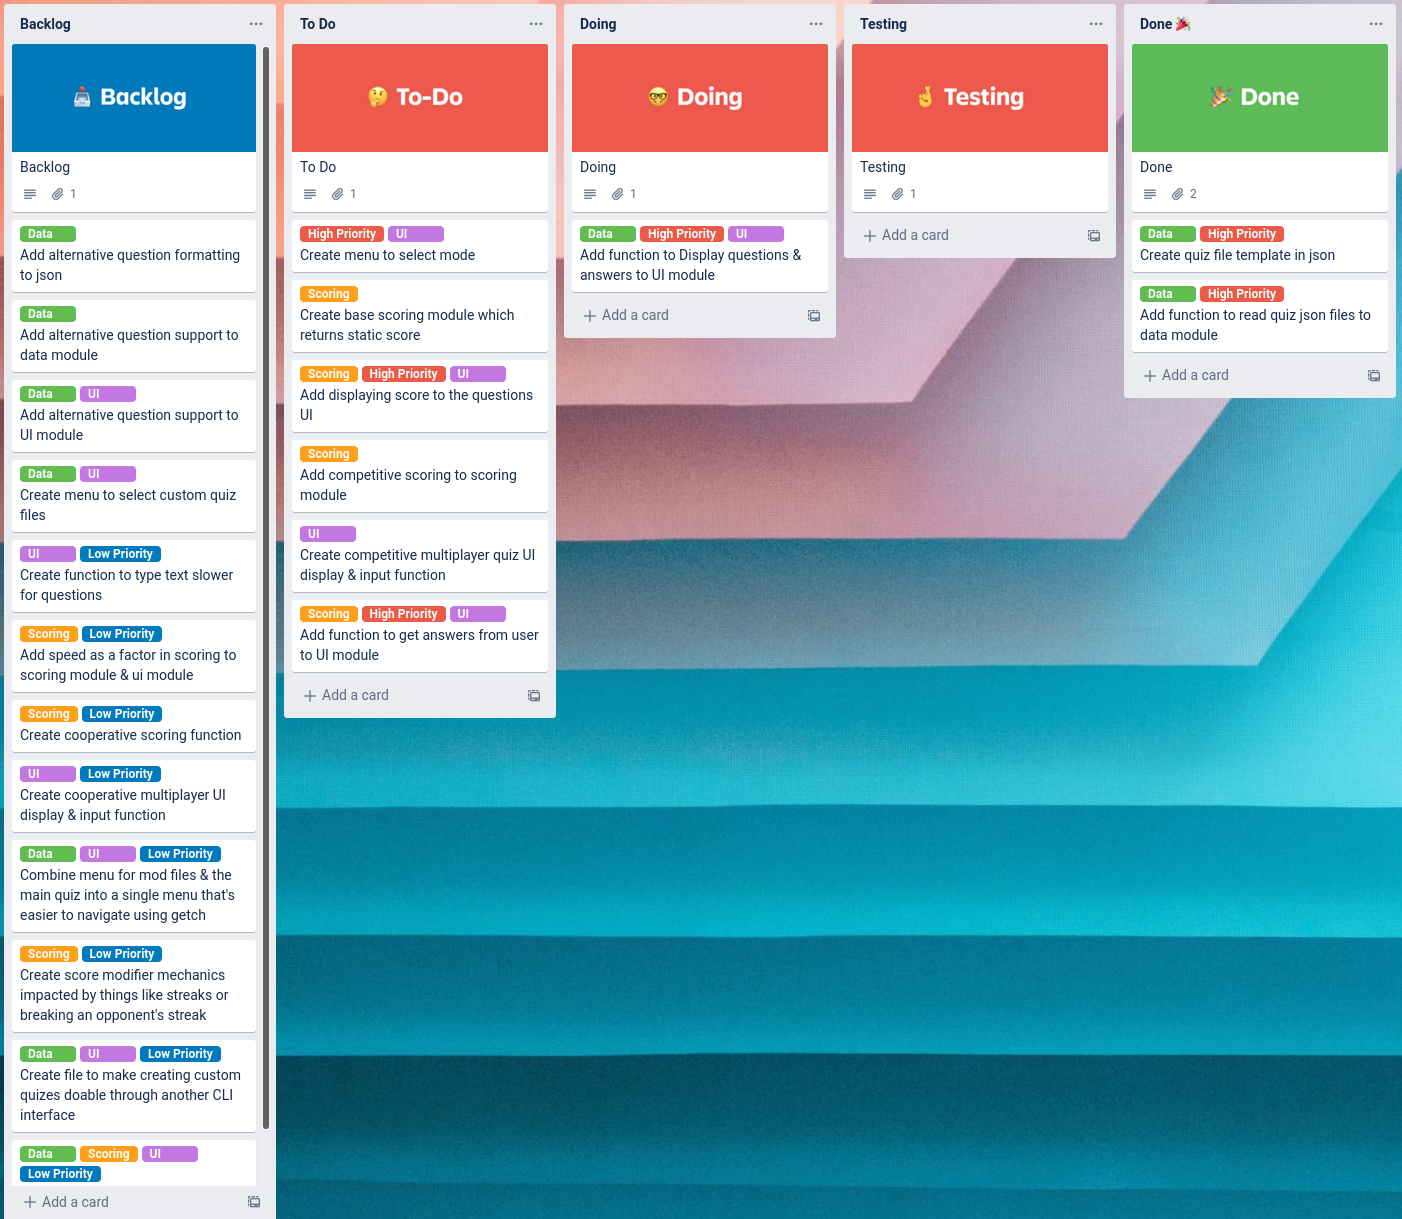 Backlog
Backlog
Backlog
1
Data
Add alternative question formatting
to json
Data
Add alternative question support to
data module
Data UI
Add alternative question support to
UI module
Data UI
Create menu to select custom quiz
files
UI Low Priority
Create function to type text slower
for questions
Scoring Low Priority
Add speed as a factor in scoring to
scoring module & ui module
Scoring Low Priority
Create cooperative scoring function
UI Low Priority
Create cooperative multiplayer UI
display & input function
Data UI Low Priority
Combine menu for mod files & the
main quiz into a single menu that's
easier to navigate using getch
Scoring Low Priority
Create score modifier mechanics
impacted by things like streaks or
breaking an opponent's streak
Data UI Low Priority
Create file to make creating custom
quizes doable through another CLI
interface
Data Scoring UI
Low Priority
+ Add a card
To Do
To-Do
To Do
1
High Priority UI
Create menu to select mode
Scoring
Create base scoring module which
returns static score
Scoring High Priority UI
Add displaying score to the questions
UI
Scoring
Add competitive scoring to scoring
module
UI
Create competitive multiplayer quiz UI
display & input function
Scoring High Priority UI
Add function to get answers from user
to UI module
+ Add a card
Doing
Doing
Doing
1
Data High Priority UI
Add function to Display questions &
answers to UI module
+ Add a card
Testing
Testing
Testing
1
+ Add a card
Done
Done
Done
2
Data High Priority
Create quiz file template in json
Data High Priority
Add function to read quiz json files to
data module
+ Add a card